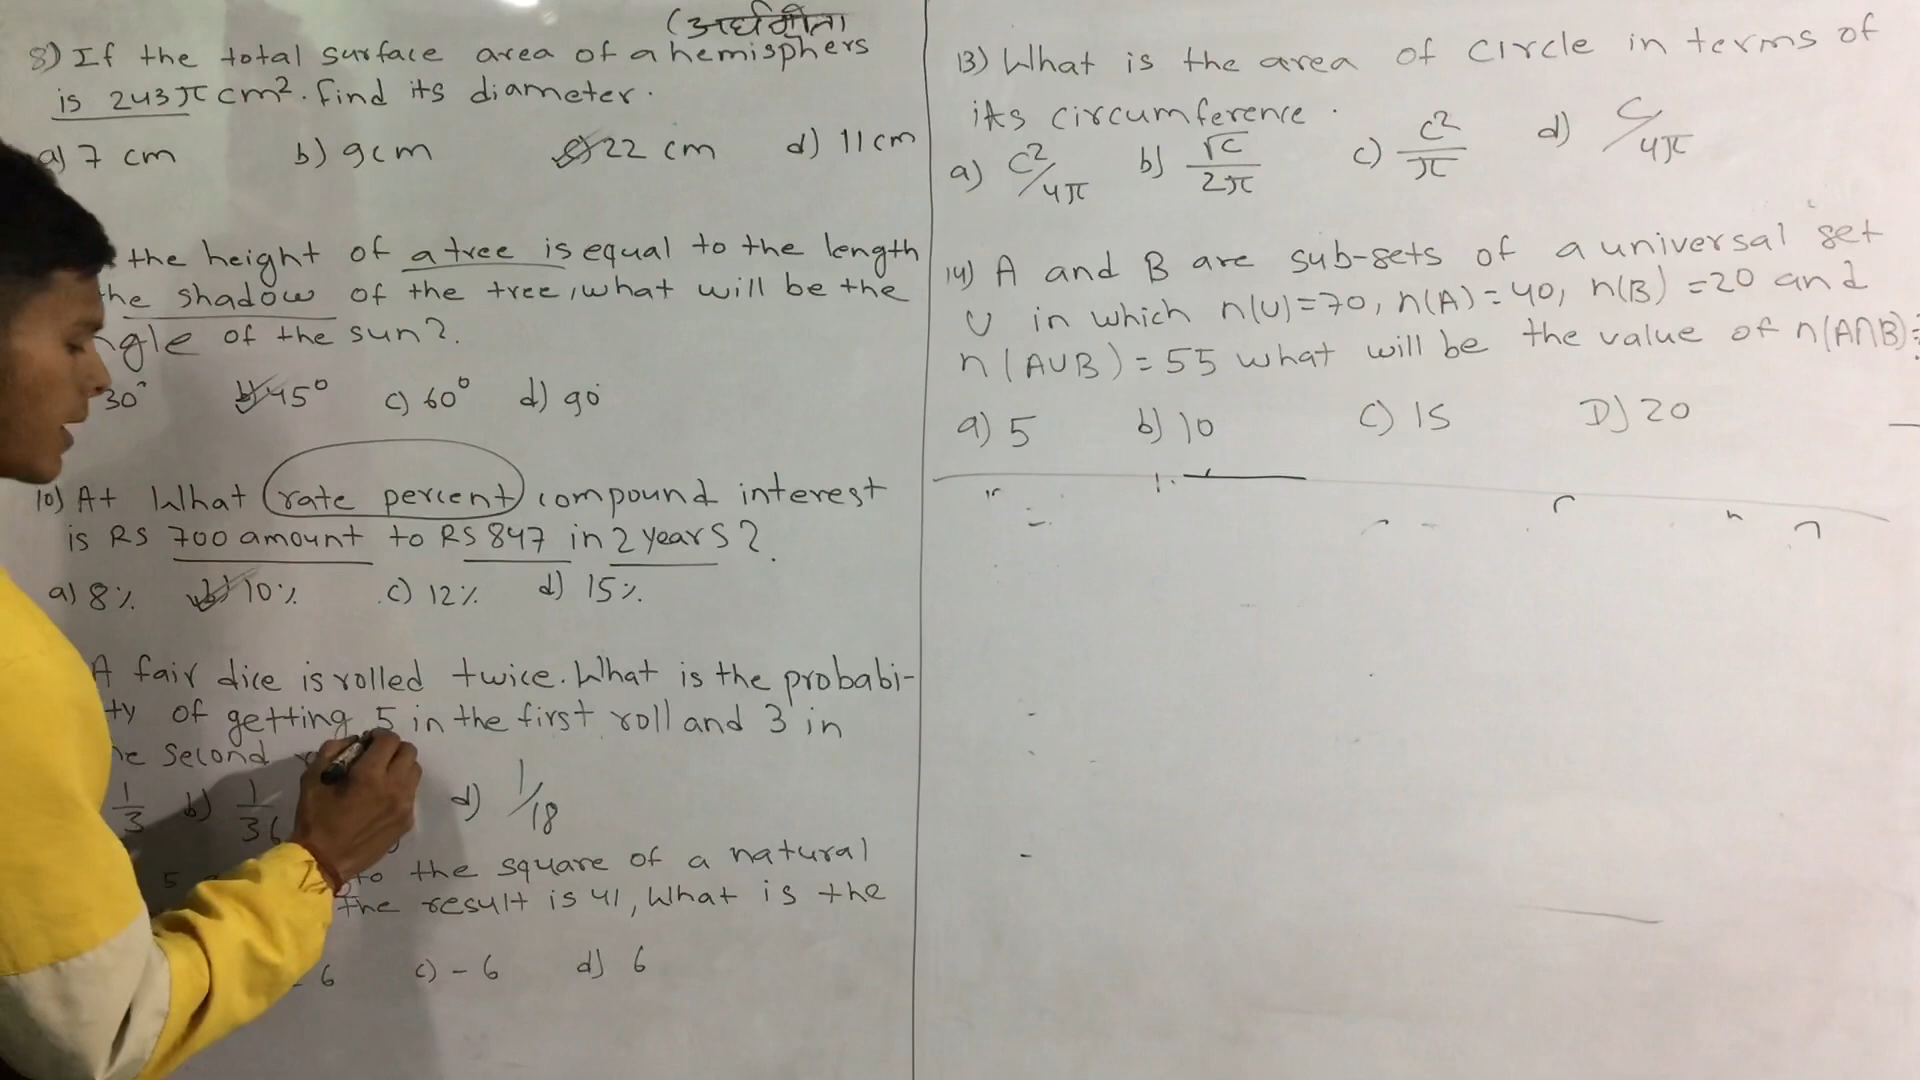 (अर्धगोला
8) If the total surface area of a hemisphers
is 243π cm². find its diameter.
a) 7 cm b) 9cm c) 22 cm d) 11 cm
the height of a tree is equal to the length
the shadow of the tree, what will be the
ngle of the sun?
30° b) 45° c) 60° d) 90°
10) At What rate percent compound interest
is RS 700 amount to RS 847 in 2 years?
a) 8% b) 10% c) 12% d) 15%
A fair dice is rolled twice. What is the probabi-
ty of getting 5 in the first roll and 3 in
he second
1/3 b) 1/36 d) 1/18
5 to the square of a natural
the result is 41, What is the
6 c) -6 d) 6
13) What is the area of circle in terms of
its circumference.
a) C²/4π b) √C/2π c) C²/π d) C/4π
14) A and B are sub-sets of a universal set
U in which n(U)=70, n(A)=40, n(B)=20 and
n(A∪B)=55 what will be the value of n(A∩B)?
a) 5 b) 10 C) 15 D) 20